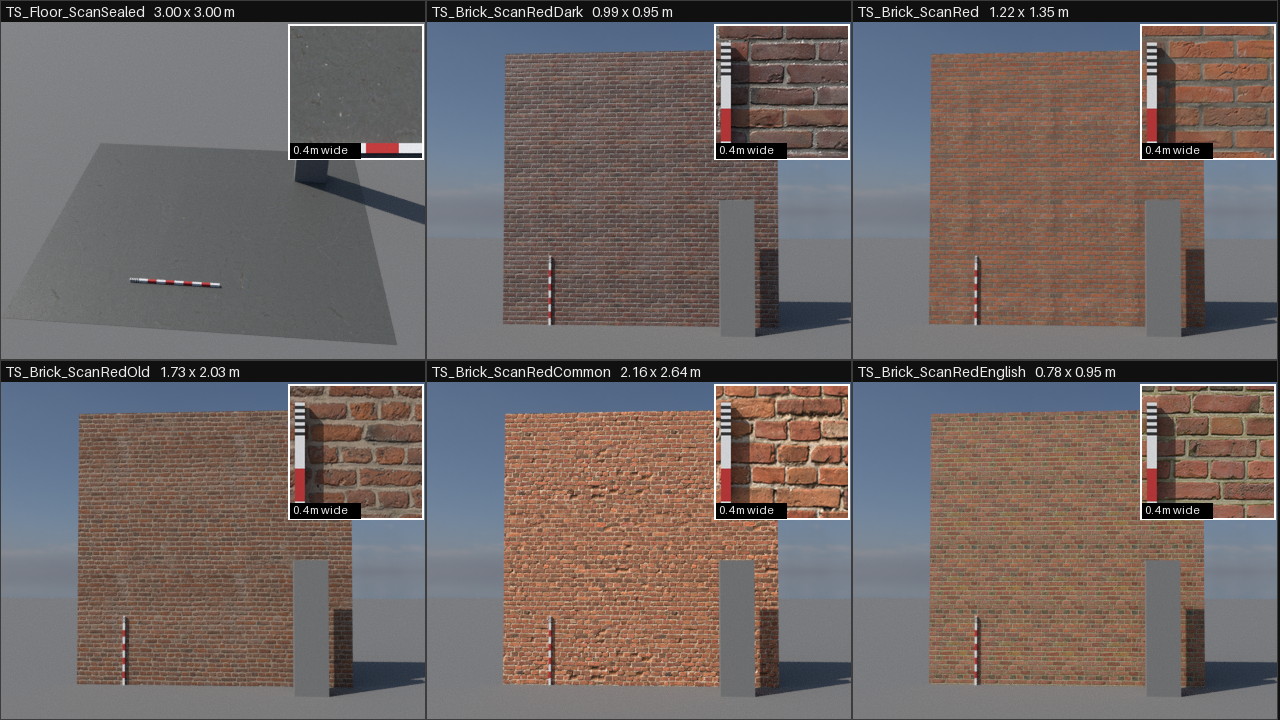 TS_Floor_ScanSealed 3.00 x 3.00 m
0.4m wide
TS_Brick_ScanRedDark 0.99 x 0.95 m
0.4m wide
TS_Brick_ScanRed 1.22 x 1.35 m
0.4m wide
TS_Brick_ScanRedOld 1.73 x 2.03 m
0.4m wide
TS_Brick_ScanRedCommon 2.16 x 2.64 m
0.4m wide
TS_Brick_ScanRedEnglish 0.78 x 0.95 m
0.4m wide